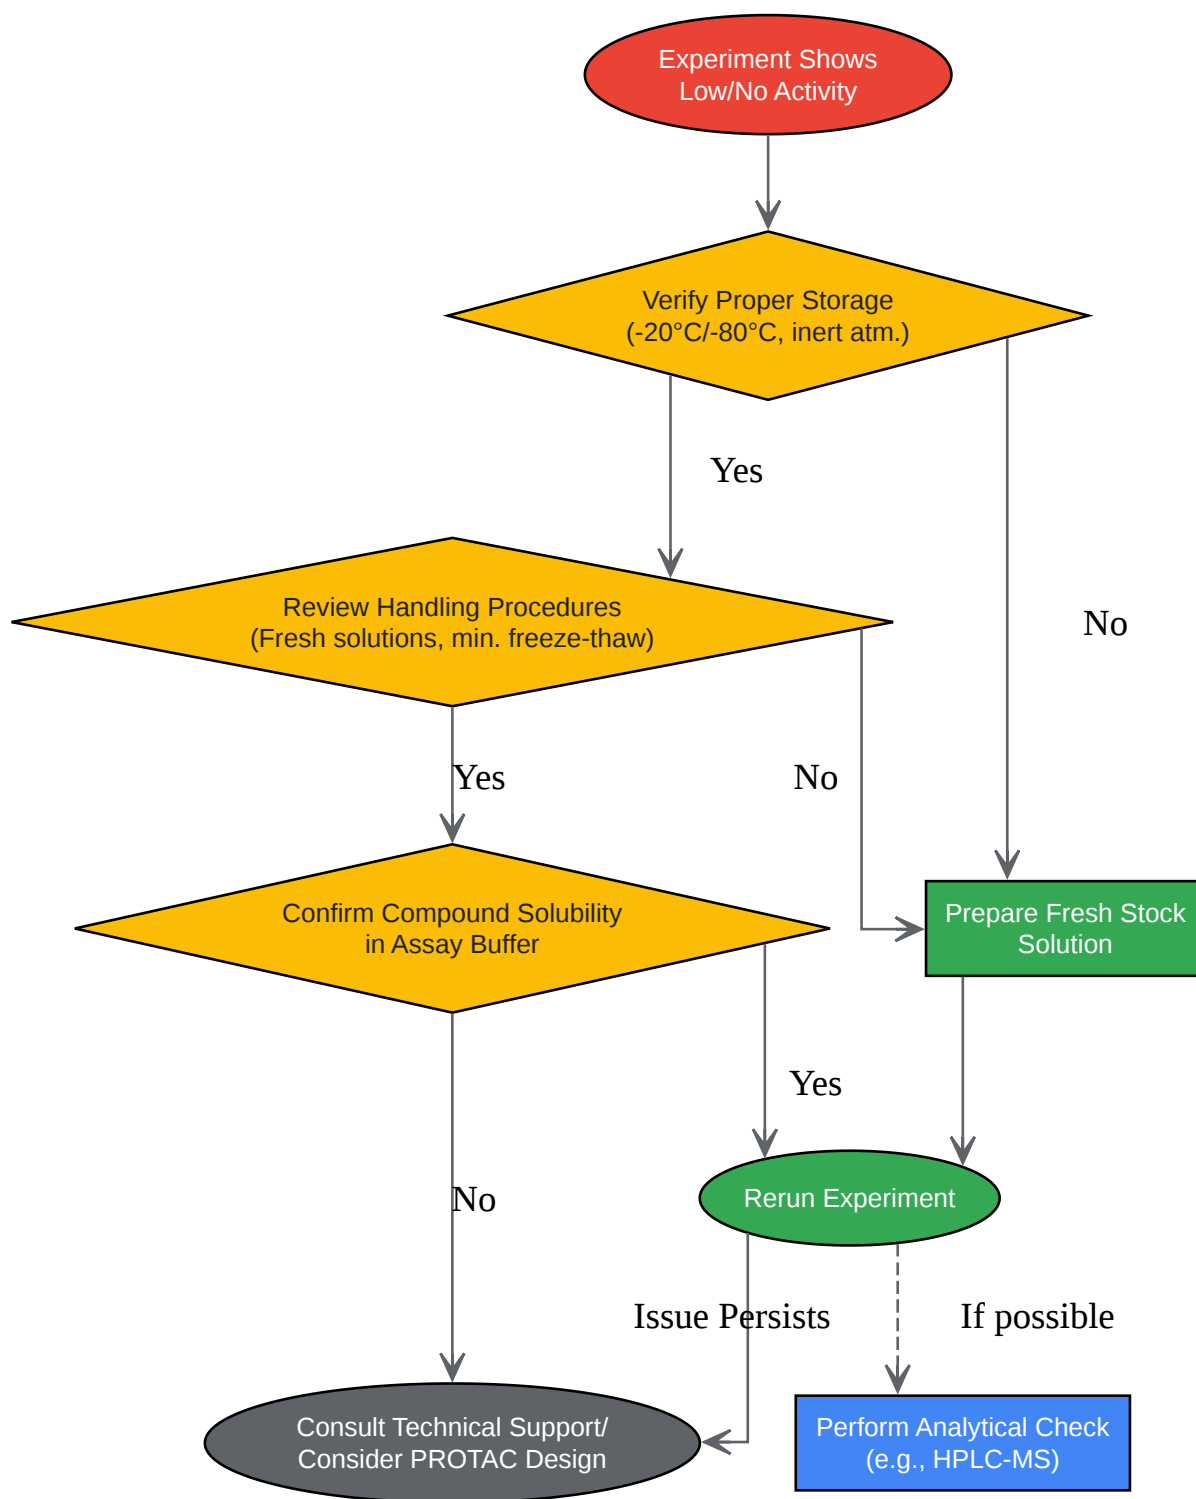 Experiment Shows
Low/No Activity
Verify Proper Storage
(-20°C/-80°C, inert atm.)
Yes
No
Review Handling Procedures
(Fresh solutions, min. freeze-thaw)
Yes
No
Confirm Compound Solubility
in Assay Buffer
Prepare Fresh Stock
Solution
Yes
No
Rerun Experiment
Issue Persists
If possible
Consult Technical Support/
Consider PROTAC Design
Perform Analytical Check
(e.g., HPLC-MS)